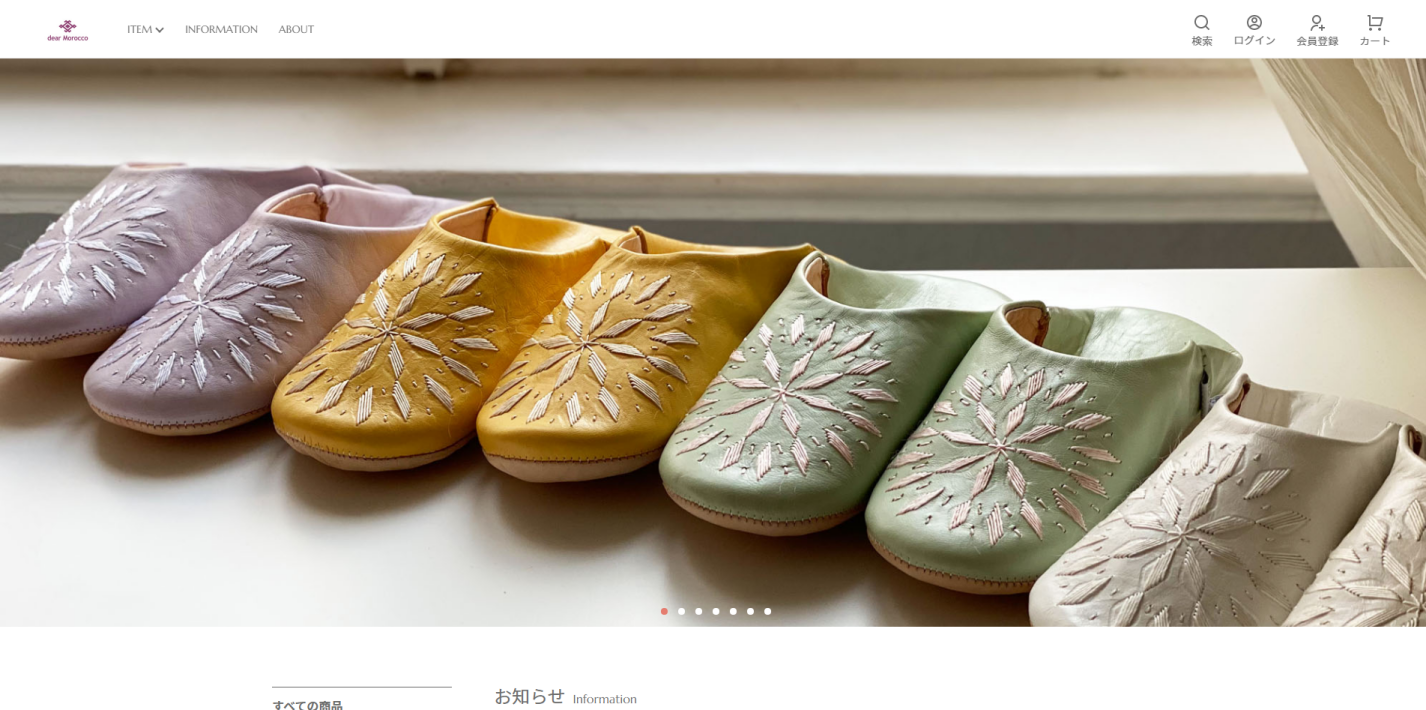 dear Morocco
ITEM
INFORMATION
ABOUT
検索
ログイン
会員登録
カート
すべての商品
お知らせ Information